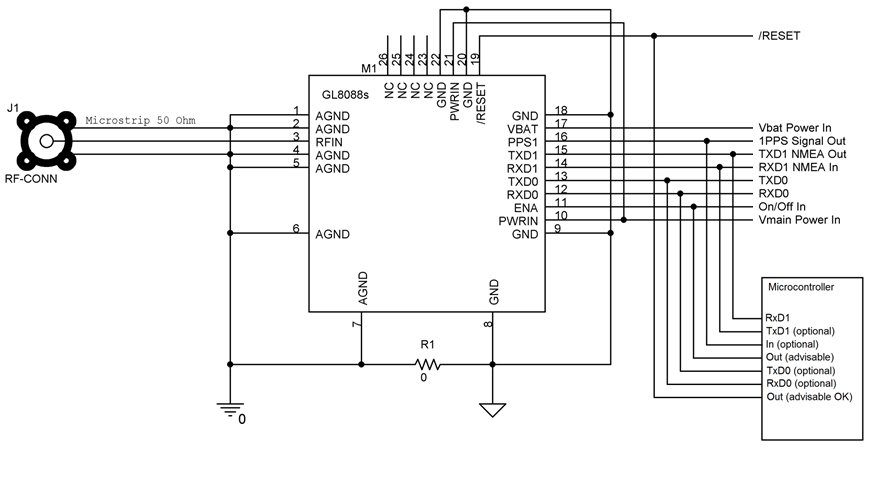 26
25
24
23
22
21
20
19
M1
NC
NC
NC
NC
GND
PWRIN
GND
/RESET
/RESET
GL8088s
J1
RF-CONN
Microstrip 50 Ohm
1 AGND
2 AGND
3 RFIN
4 AGND
5 AGND
6 AGND
GND 18
VBAT 17 Vbat Power In
PPS1 16 1PPS Signal Out
TXD1 15 TXD1 NMEA Out
RXD1 14 RXD1 NMEA In
TXD0 13 TXD0
RXD0 12 RXD0
ENA 11 On/Off In
PWRIN 10 Vmain Power In
GND 9
AGND
GND
7
8
R1
0
0
Microcontroller
RxD1
TxD1 (optional)
In (optional)
Out (advisable)
TxD0 (optional)
RxD0 (optional)
Out (advisable OK)